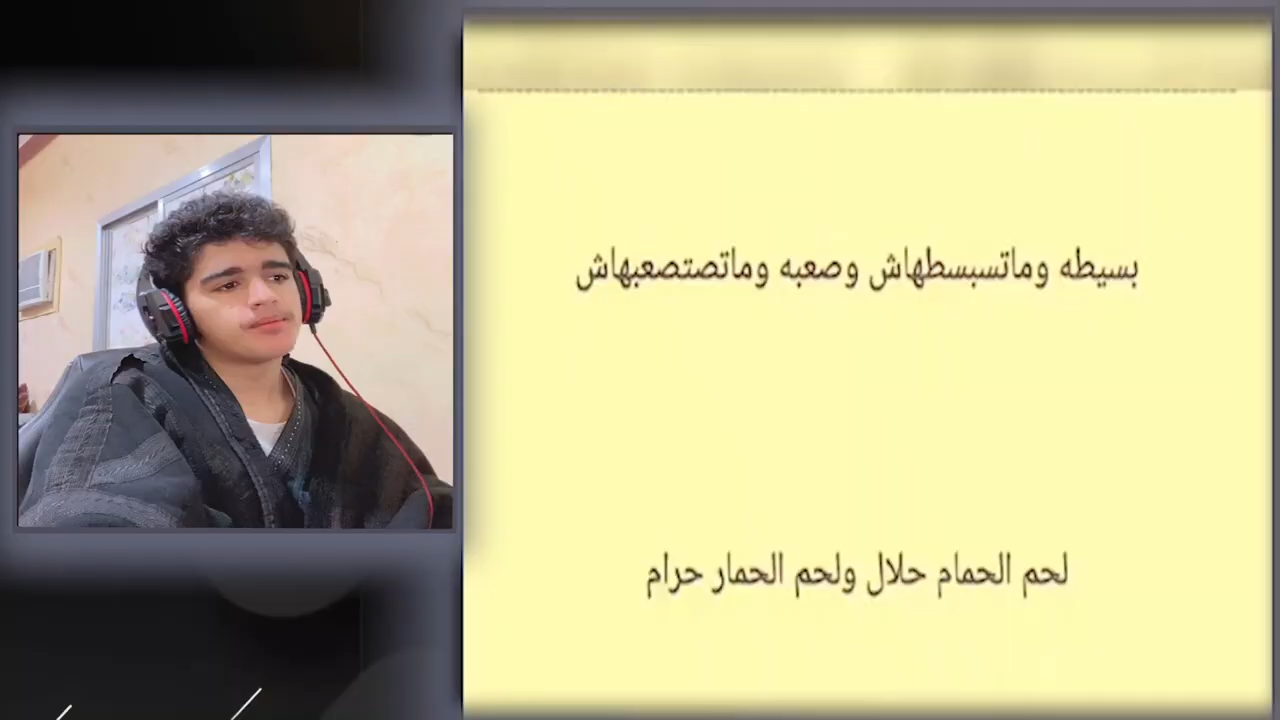 بسيطه وماتسبسطهاش وصعبه وماتصتصعبهاش
لحم الحمام حلال ولحم الحمار حرام